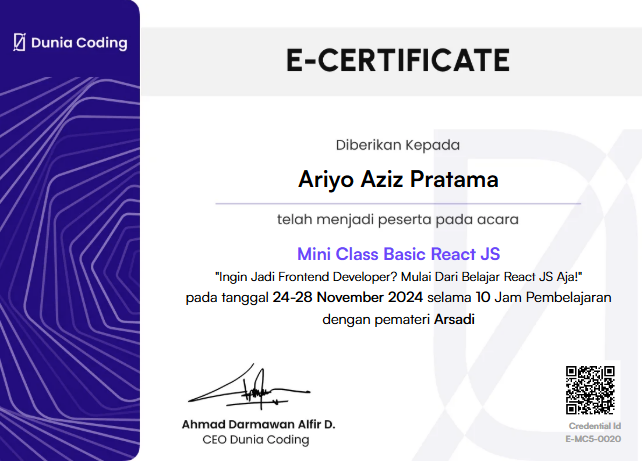 Dunia Coding
E-CERTIFICATE
Diberikan Kepada
Ariyo Aziz Pratama
telah menjadi peserta pada acara
Mini Class Basic React JS
"Ingin Jadi Frontend Developer? Mulai Dari Belajar React JS Aja!"
pada tanggal 24-28 November 2024 selama 10 Jam Pembelajaran
dengan pemateri Arsadi
Ahmad Darmawan Alfir D.
CEO Dunia Coding
Credential Id
E-MC5-0020